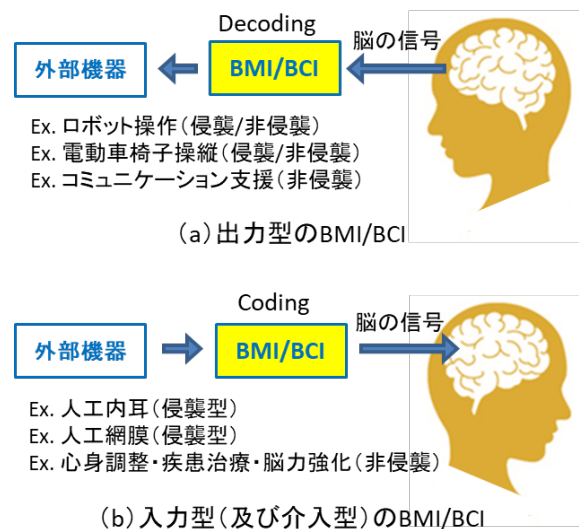 Decoding
脳の信号
外部機器
BMI/BCI
Ex. ロボット操作(侵襲/非侵襲)
Ex. 電動車椅子操縦(侵襲/非侵襲)
Ex. コミュニケーション支援(非侵襲)
(a)出力型のBMI/BCI
Coding
脳の信号
外部機器
BMI/BCI
Ex. 人工内耳(侵襲型)
Ex. 人工網膜(侵襲型)
Ex. 心身調整・疾患治療・脳力強化(非侵襲)
(b)入力型(及び介入型)のBMI/BCI